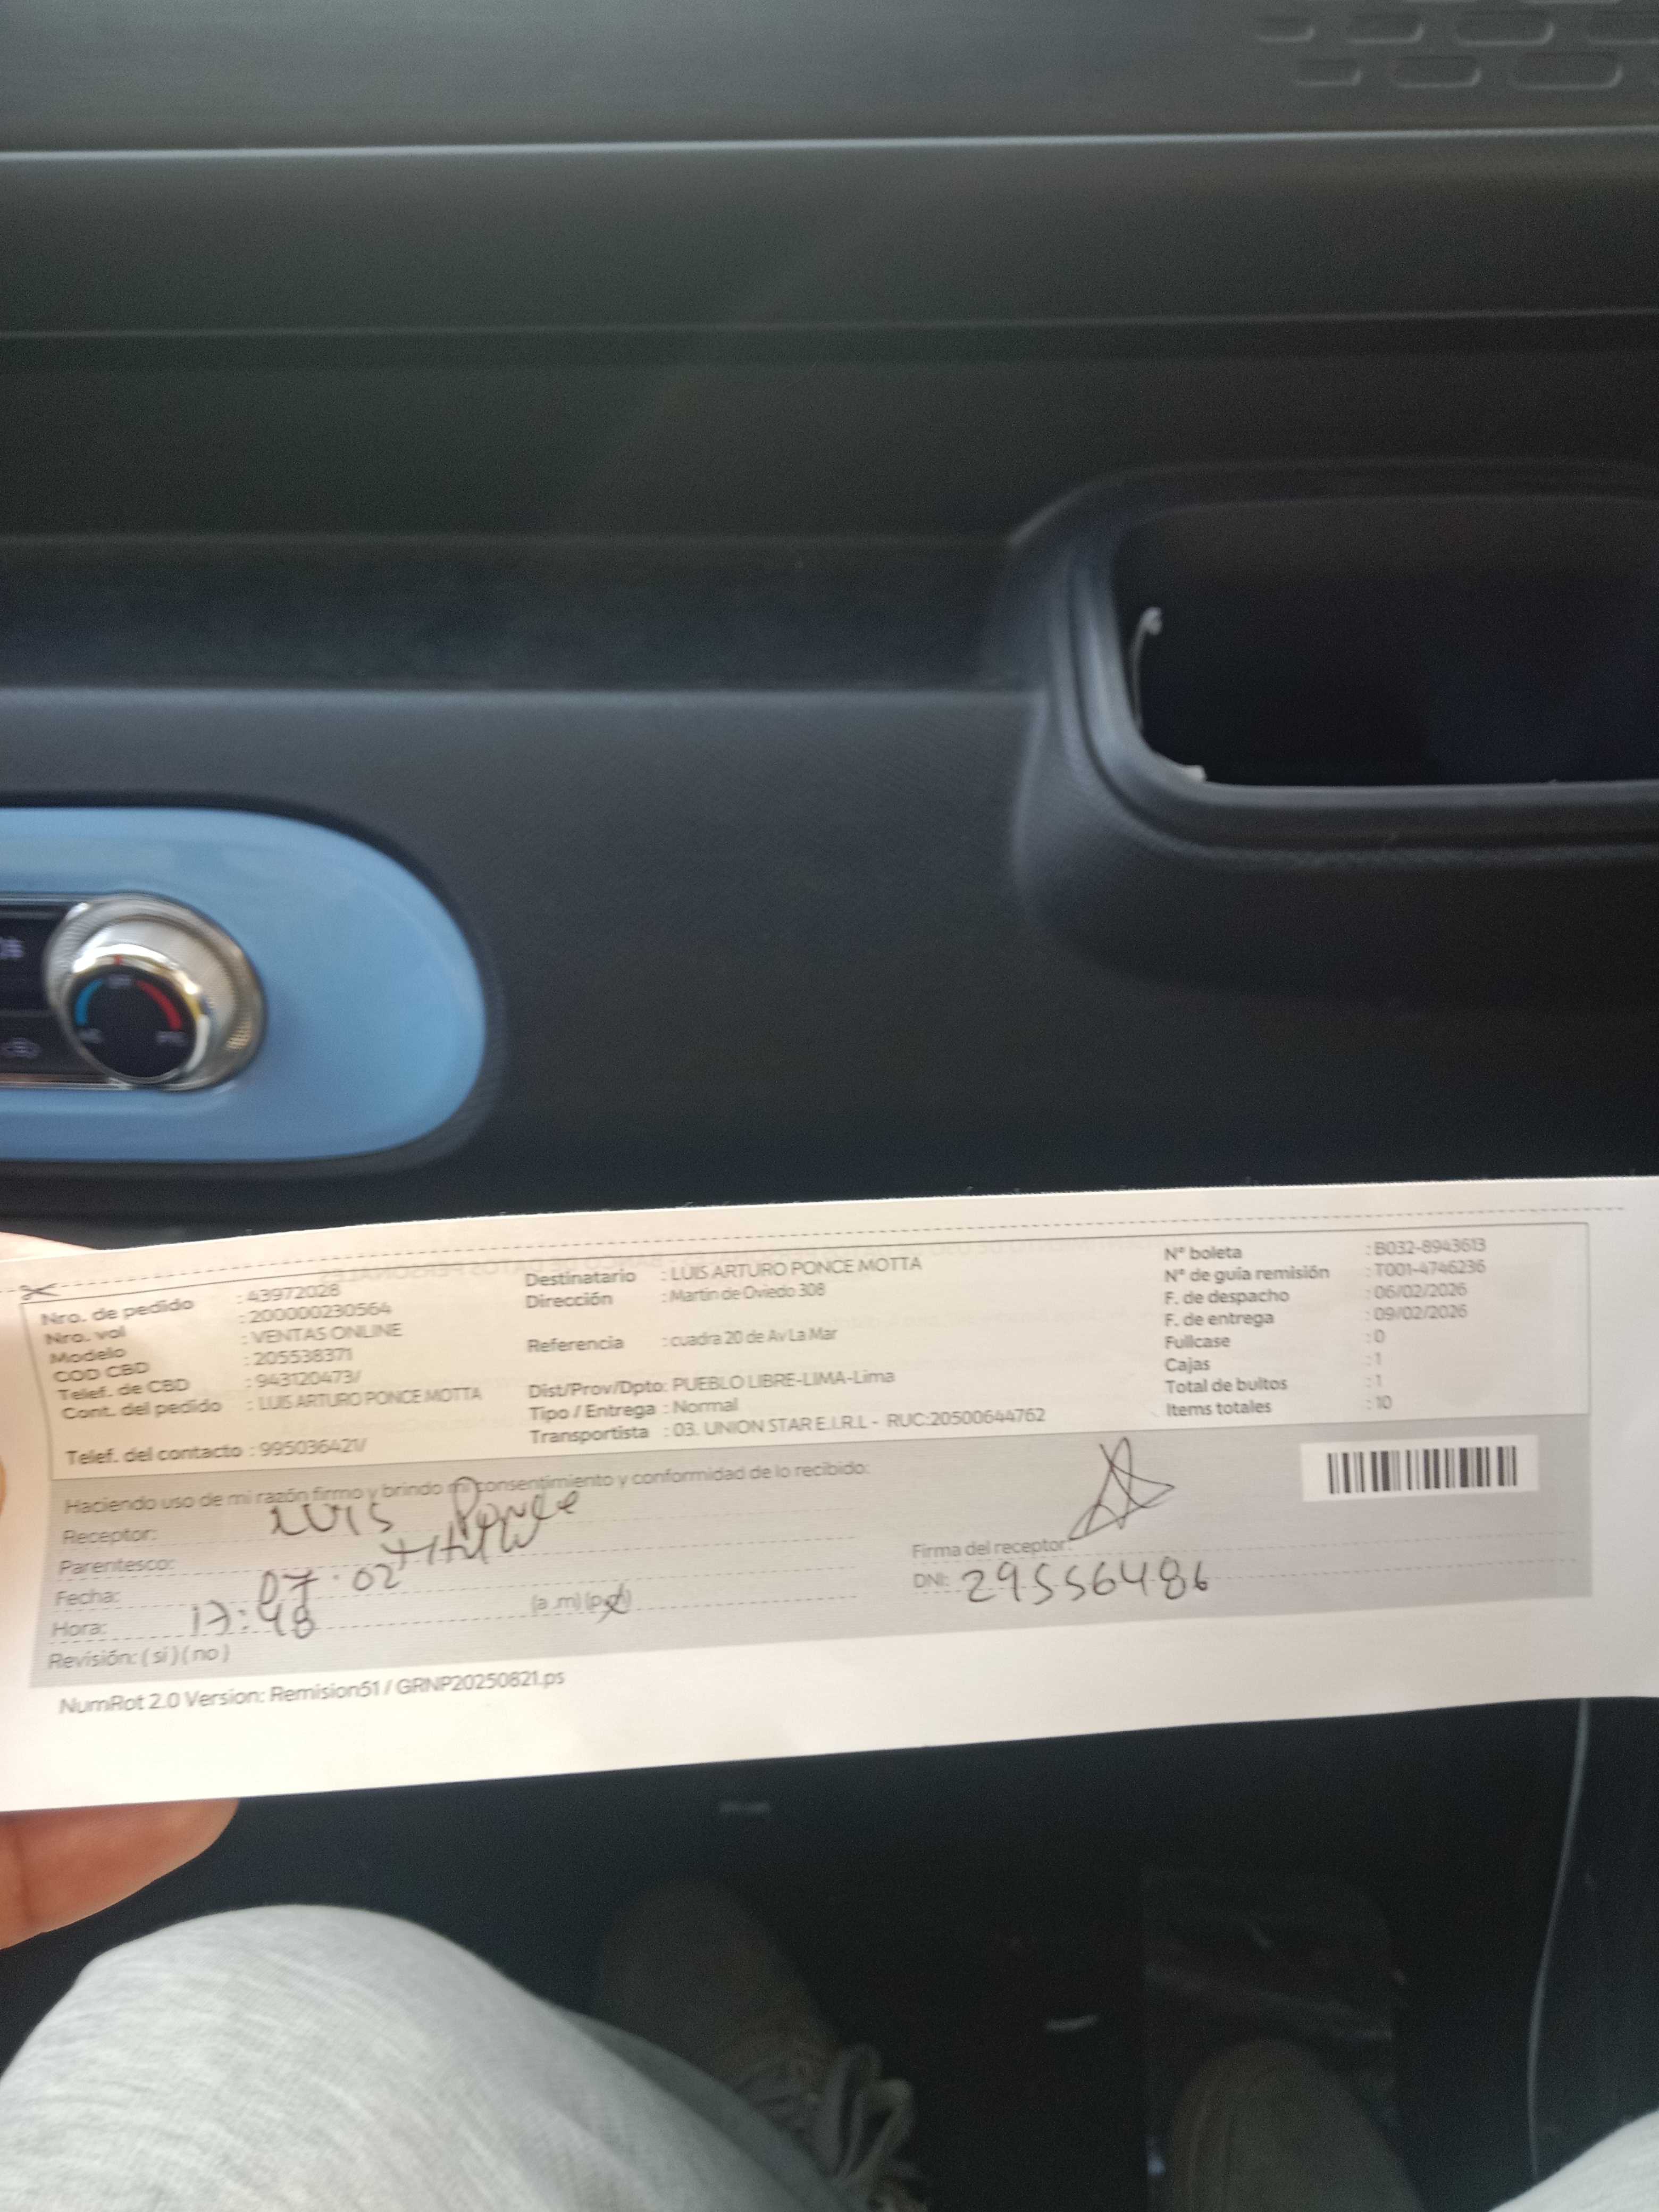 Nro. de pedido : 43972028
Nro. vol : 200000230564
Modelo : VENTAS ONLINE
COD CBD : 205538371
Telef. de CBD : 943120473/
Cont. del pedido : LUIS ARTURO PONCE MOTTA
Telef. del contacto : 995036421/
Destinatario : LUIS ARTURO PONCE MOTTA
Dirección : Martin de Oviedo 308
Referencia : cuadra 20 de Av La Mar
Dist/Prov/Dpto: PUEBLO LIBRE-LIMA-Lima
Tipo / Entrega : Normal
Transportista : 03. UNION STAR E.I.R.L - RUC:20500644762
N° boleta : B032-8943613
N° de guía remisión : T001-4746236
F. de despacho : 06/02/2026
F. de entrega : 09/02/2026
Fullcase : 0
Cajas : 1
Total de bultos : 1
Items totales : 10
Haciendo uso de mi razón firmo y brindo mi consentimiento y conformidad de lo recibido:
Receptor: LUIS Ponce
Parentesco: titular
Fecha: 07.02
Hora: 17:48 (a .m) (p.m)
Revisión: ( si ) ( no )
Firma del receptor:
DNI: 29556486
NumRot 2.0 Version: Remision51 / GRNP20250821.ps